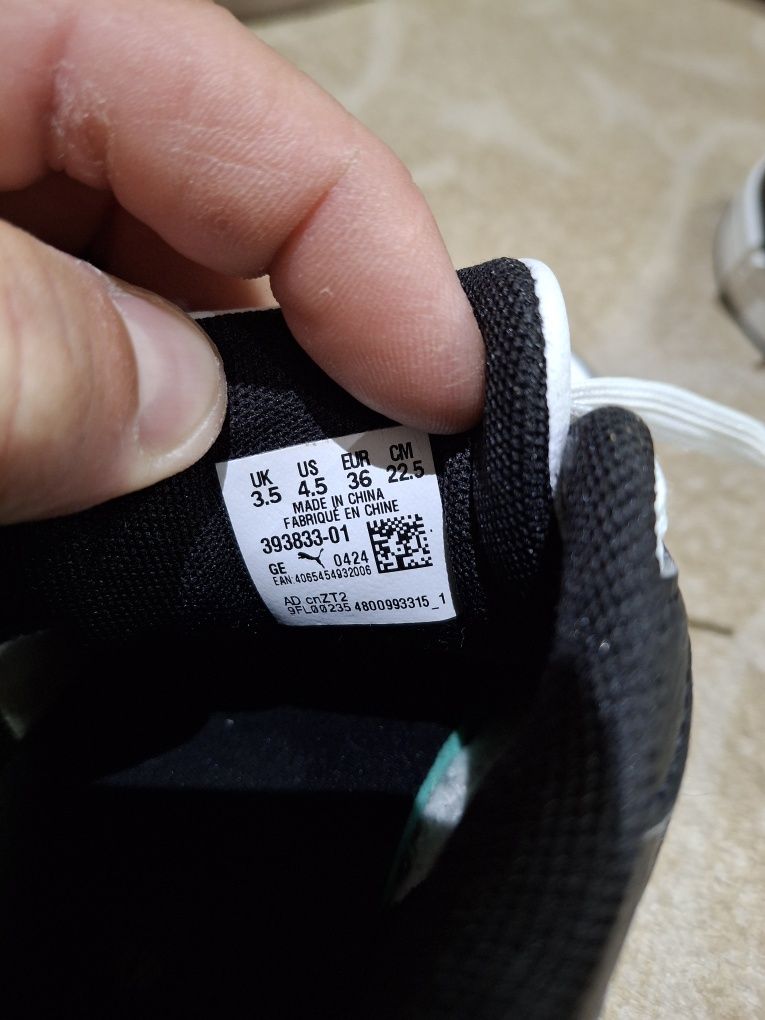 UK US EUR CM
3.5 4.5 36 22.5
MADE IN CHINA
FABRIQUÉ EN CHINE
393833-01
GE 0424
EAN:4065454932006
AD cnZT2
9FL00235 4800993315_1